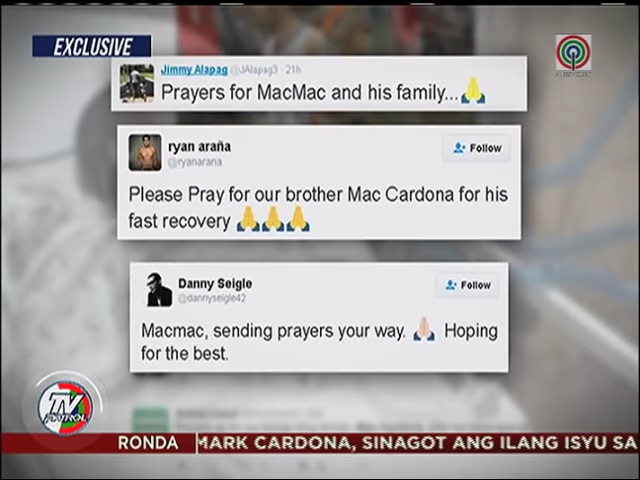 EXCLUSIVE
Jimmy Alapag @JAlapag3 · 21h
Prayers for MacMac and his family...🙏
ryan araña
@ryanarana
Follow
Please Pray for our brother Mac Cardona for his
fast recovery 🙏🙏🙏
Danny Seigle
@dannyseigle42
Follow
Macmac, sending prayers your way. 🙏🏻 Hoping
for the best.
TV
PATROL
RONDA MARK CARDONA, SINAGOT ANG ILANG ISYU SA